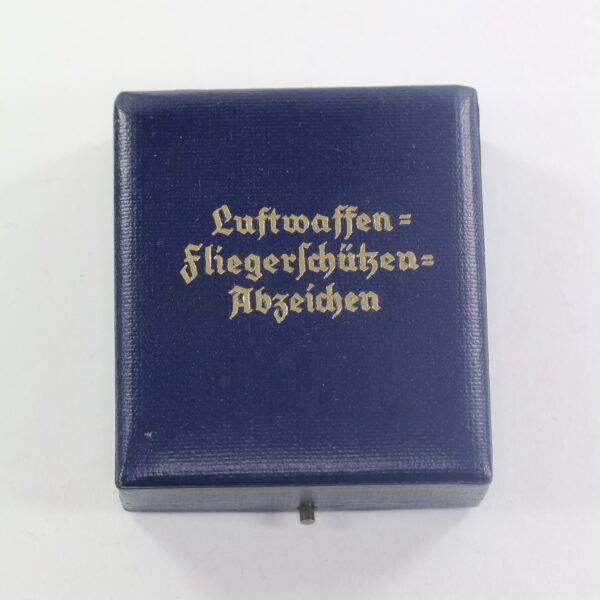 Luftwaffen=
Fliegerſchützen=
Abzeichen